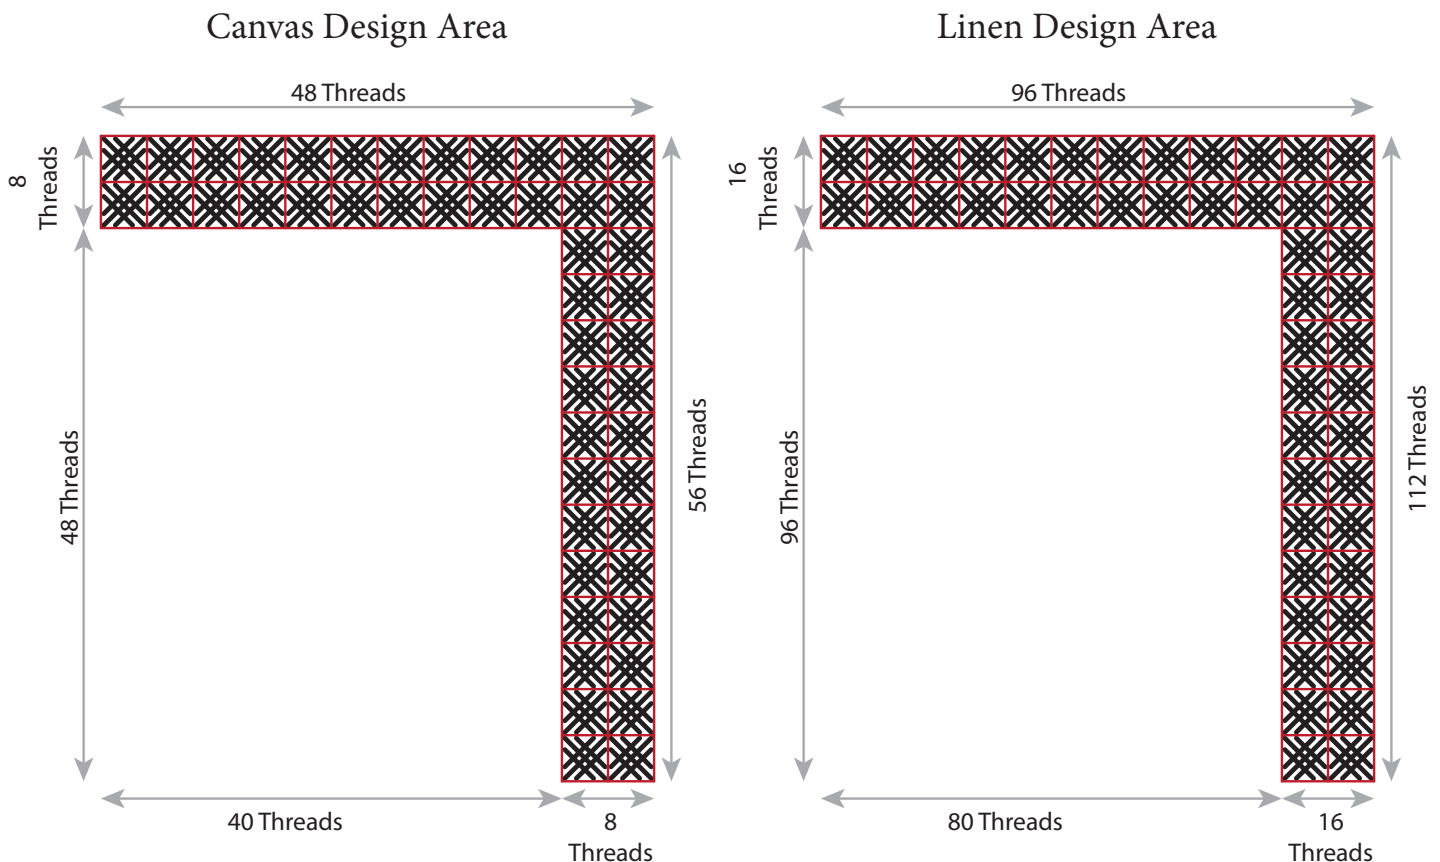 Canvas Design Area
48 Threads
8
Threads
48 Threads
56 Threads
40 Threads
8
Threads
Linen Design Area
96 Threads
16
Threads
96 Threads
112 Threads
80 Threads
16
Threads